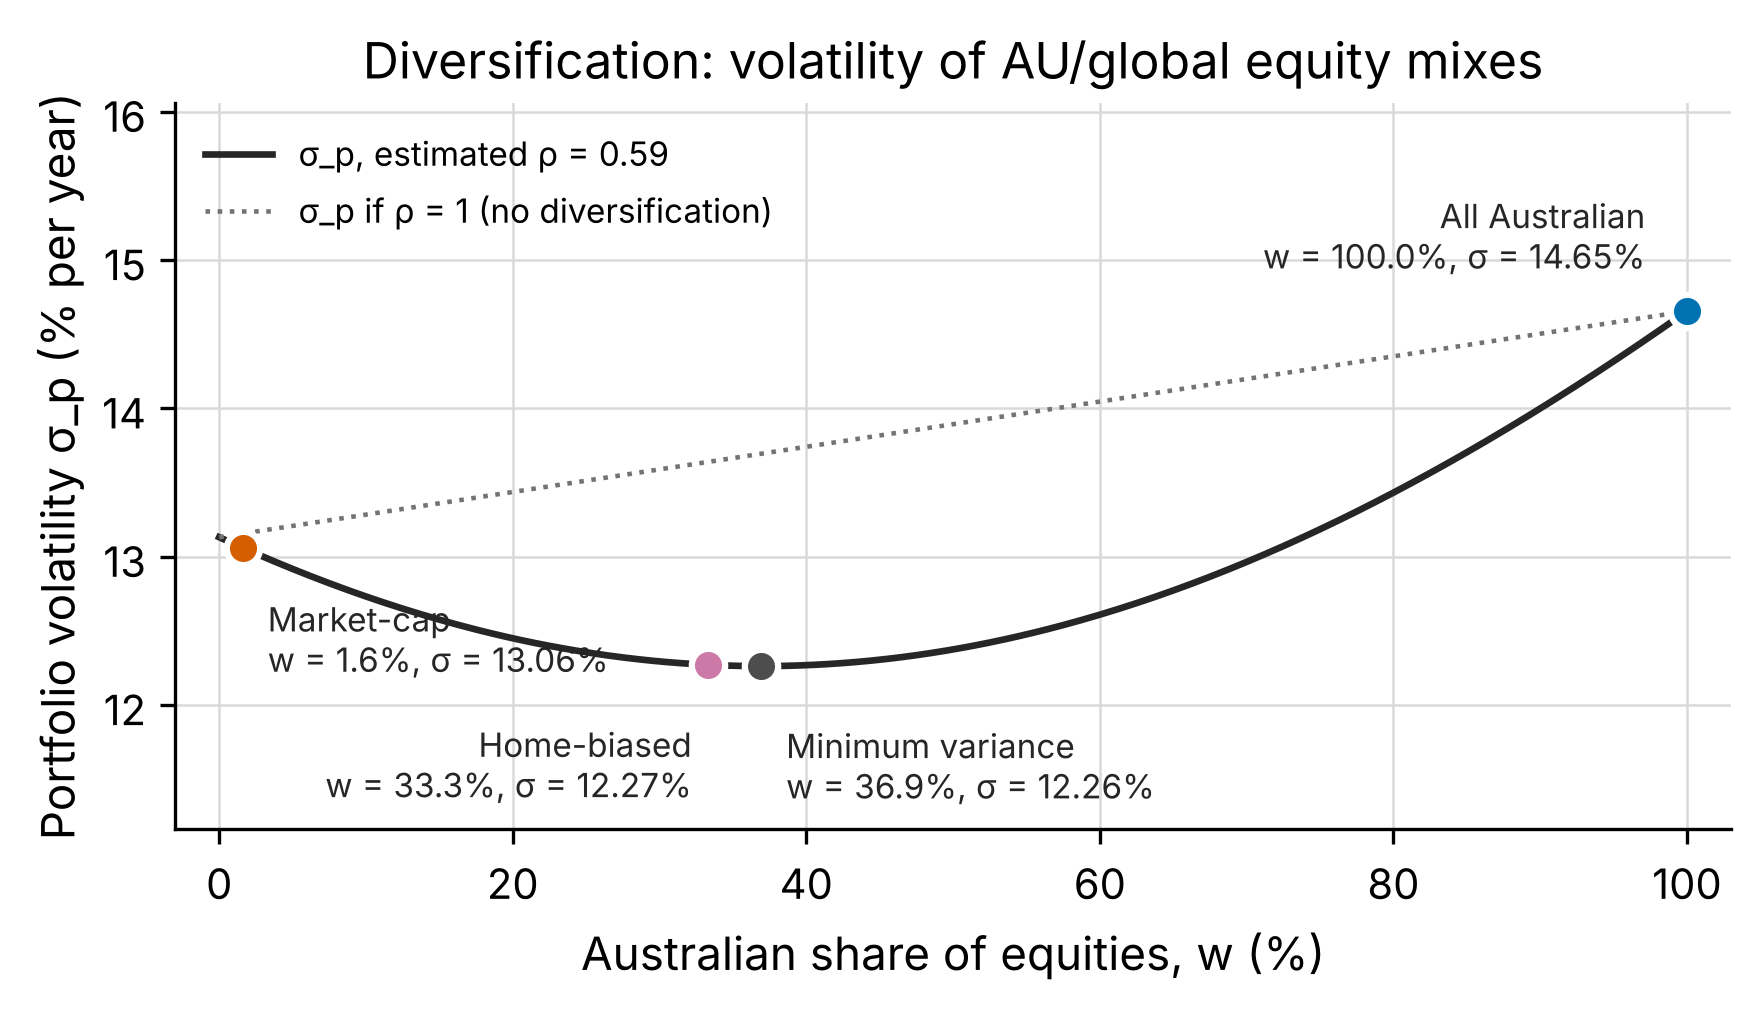 Diversification: volatility of AU/global equity mixes
Portfolio volatility σ_p (% per year)
16
15
14
13
12
σ_p, estimated ρ = 0.59
σ_p if ρ = 1 (no diversification)
All Australian
w = 100.0%, σ = 14.65%
Market-cap
w = 1.6%, σ = 13.06%
Home-biased
w = 33.3%, σ = 12.27%
Minimum variance
w = 36.9%, σ = 12.26%
0 20 40 60 80 100
Australian share of equities, w (%)